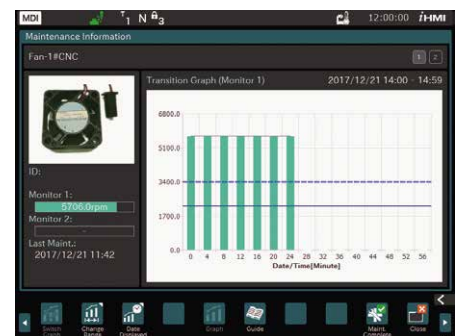 MDI
T1 N 3
12:00:00 iHMI
Maintenance Information
Fan-1#CNC
1 2
Transition Graph (Monitor 1)
2017/12/21 14:00 - 14:59
6800.0
5100.0
3400.0
1700.0
0.0
0 4 8 12 16 20 24 28 32 36 40 44 48 52 56
Date/Time[Minute]
ID:
Monitor 1:
5706.0rpm
Monitor 2:
-
Last Maint.:
2017/12/21 11:42
Switch Graph
Change Range
Date Displayed
Graph
Guide
Maint. Complete
Close